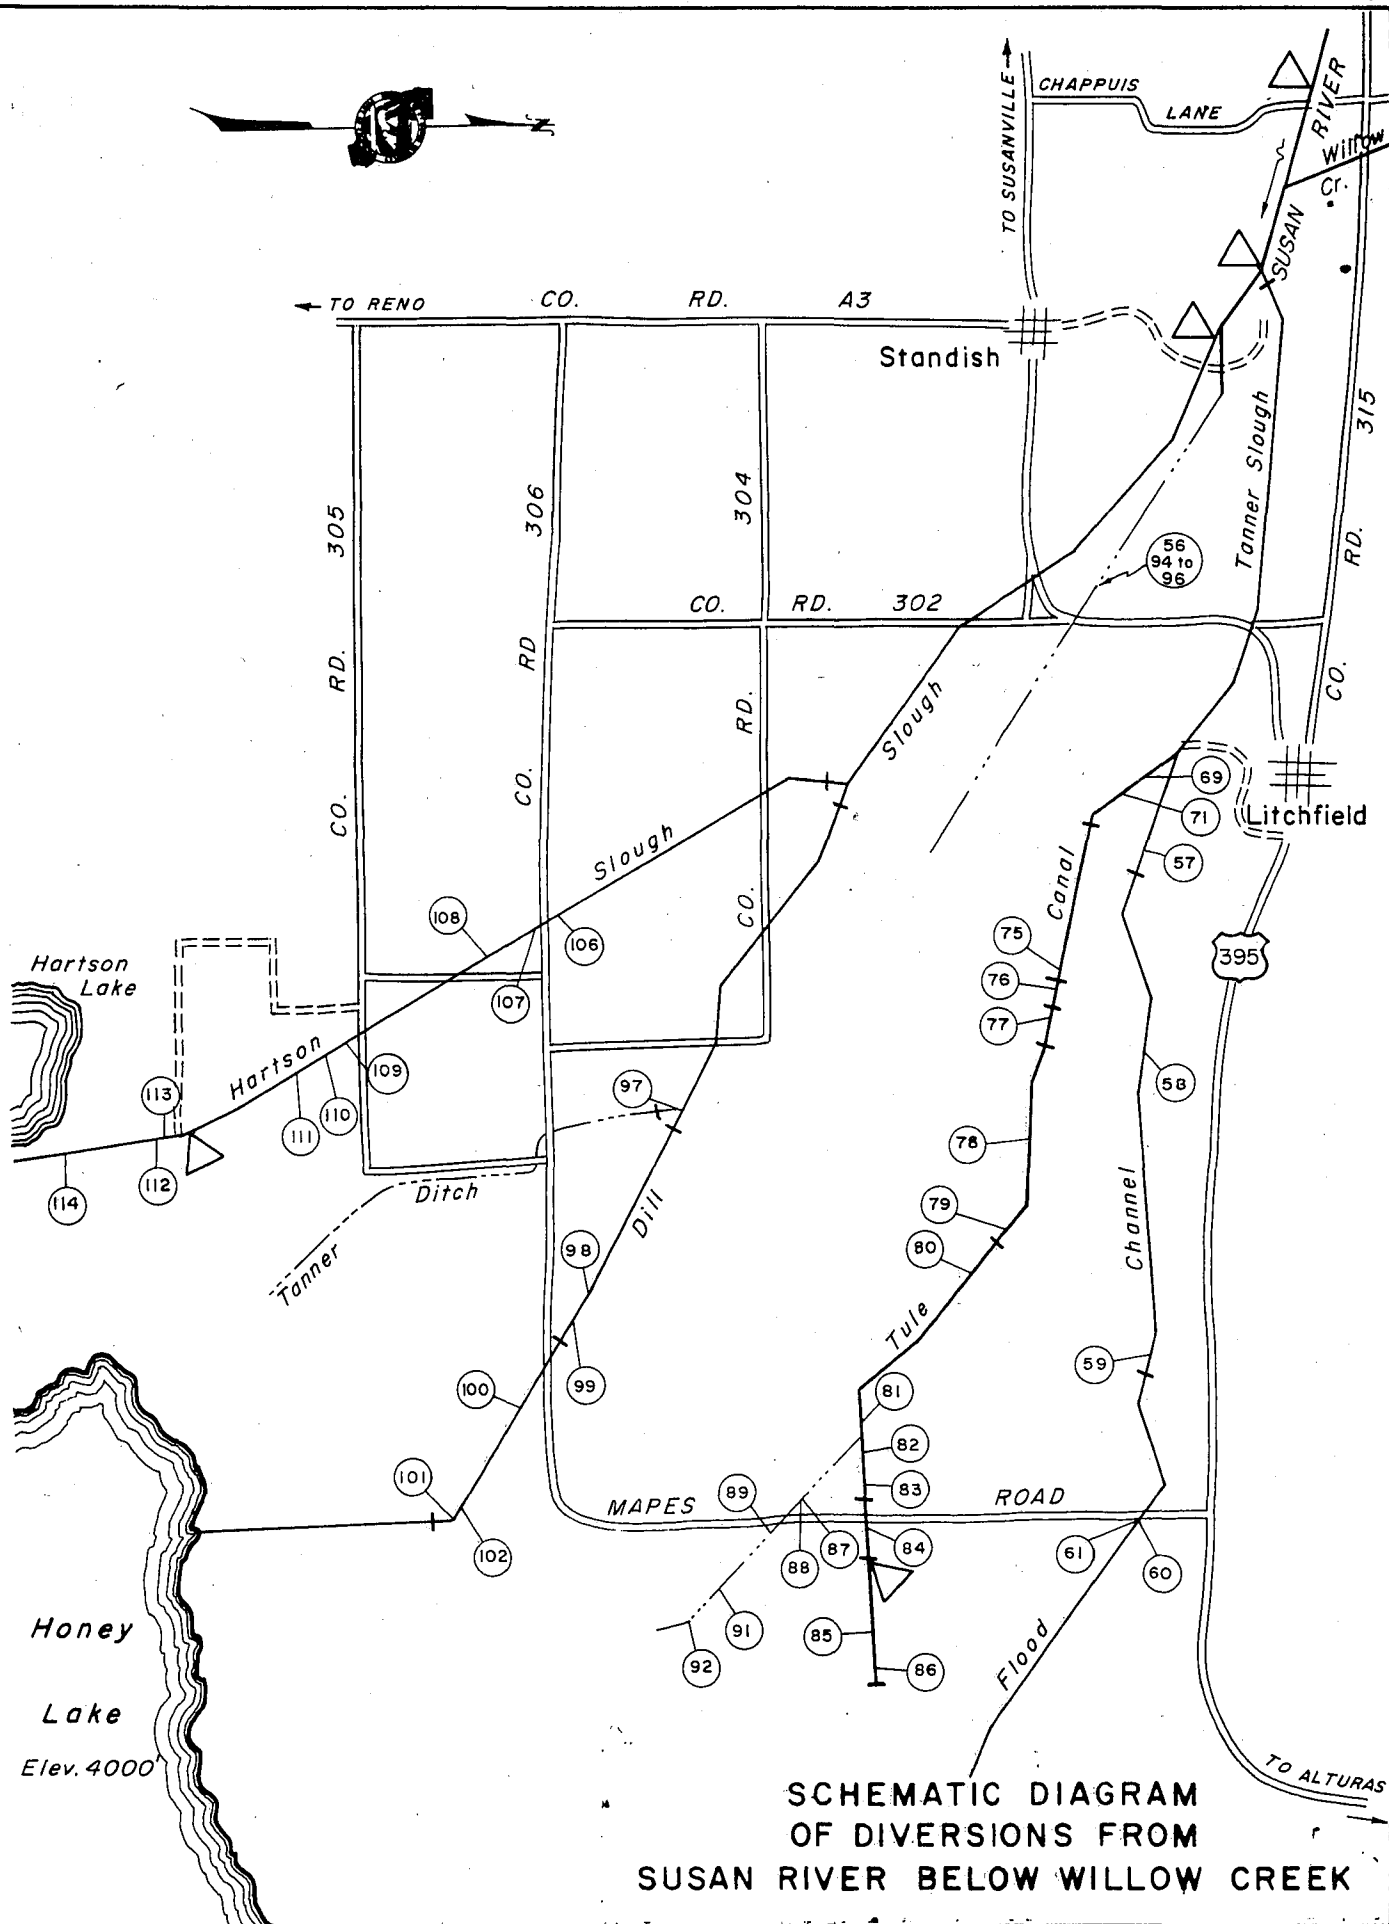 TO SUSANVILLE
CHAPPUIS
LANE
RIVER
Willow
Cr.
SUSAN
N
TO RENO
CO. RD. A3
Standish
315
RD.
CO.
Tanner Slough
305
RD.
CO.
306
RD
CO.
304
RD.
CO.
56
94 to
96
CO. RD. 302
Slough
69
71
Litchfield
57
Canal
Slough
108
106
107
75
76
77
395
Hartson
Lake
Hartson
109
110
111
113
112
114
97
58
78
Ditch
Tanner
Dill
79
80
Channel
98
99
100
Tule
59
81
82
83
101
102
89
MAPES
ROAD
84
87
88
61
60
91
92
85
86
Flood
Honey
Lake
Elev. 4000'
TO ALTURAS
SCHEMATIC DIAGRAM
OF DIVERSIONS FROM
SUSAN RIVER BELOW WILLOW CREEK